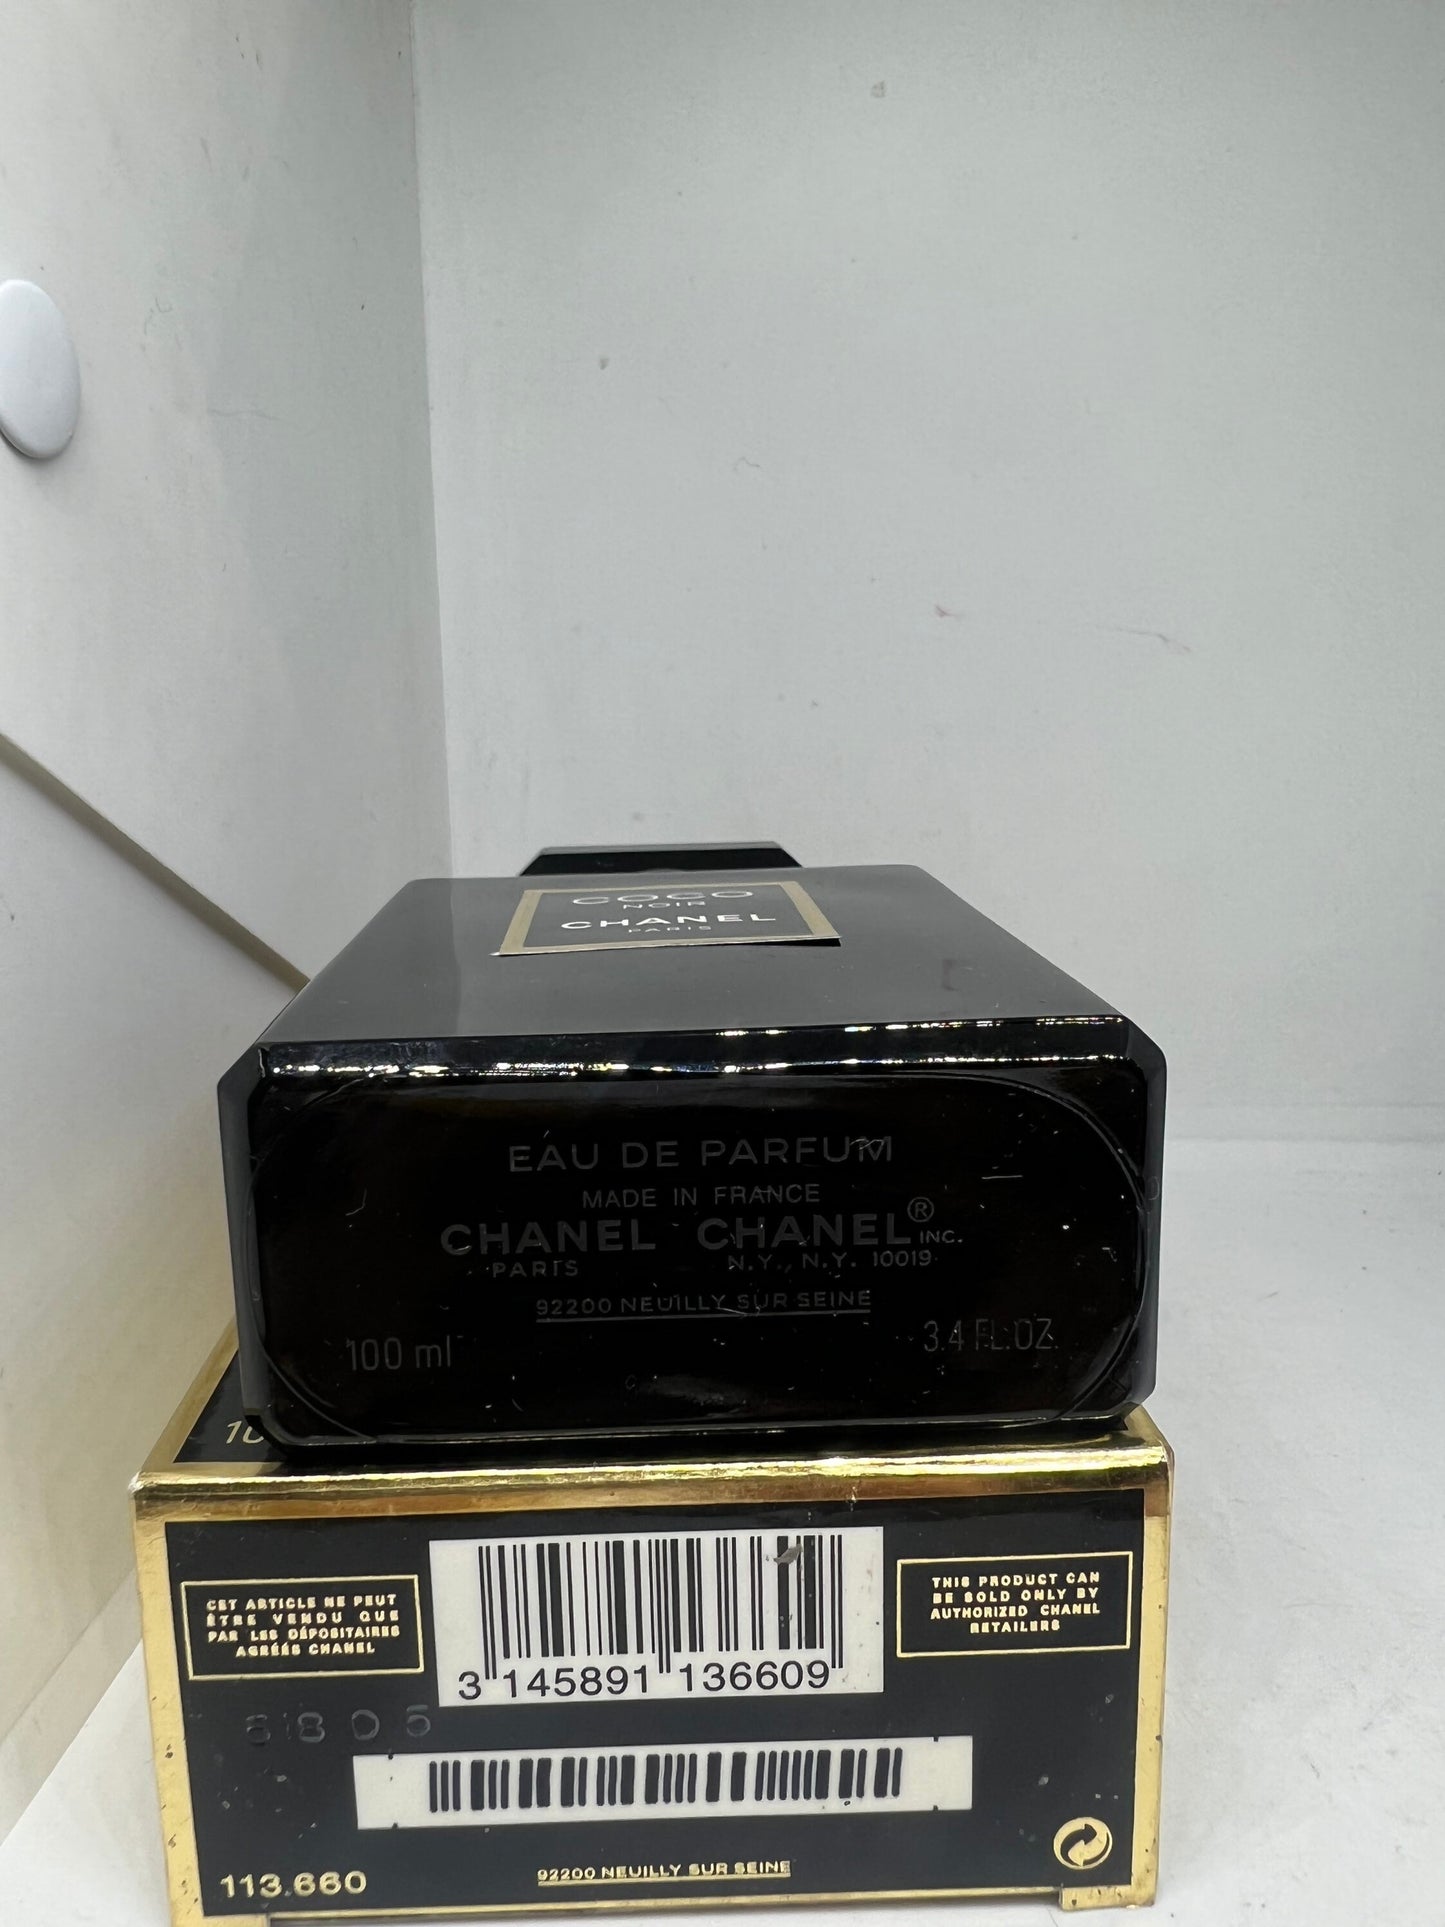 COCO
NOIR
CHANEL
PARIS
EAU DE PARFUM
MADE IN FRANCE
CHANEL CHANEL® INC.
PARIS N.Y., N.Y. 10019
92200 NEUILLY SUR SEINE
100 ml 3.4 FL.OZ.
CET ARTICLE NE PEUT
ÊTRE VENDU QUE
PAR LES DÉPOSITAIRES
AGRÉÉS CHANEL
THIS PRODUCT CAN
BE SOLD ONLY BY
AUTHORIZED CHANEL
RETAILERS
3 145891 136609
113.660
92200 NEUILLY SUR SEINE